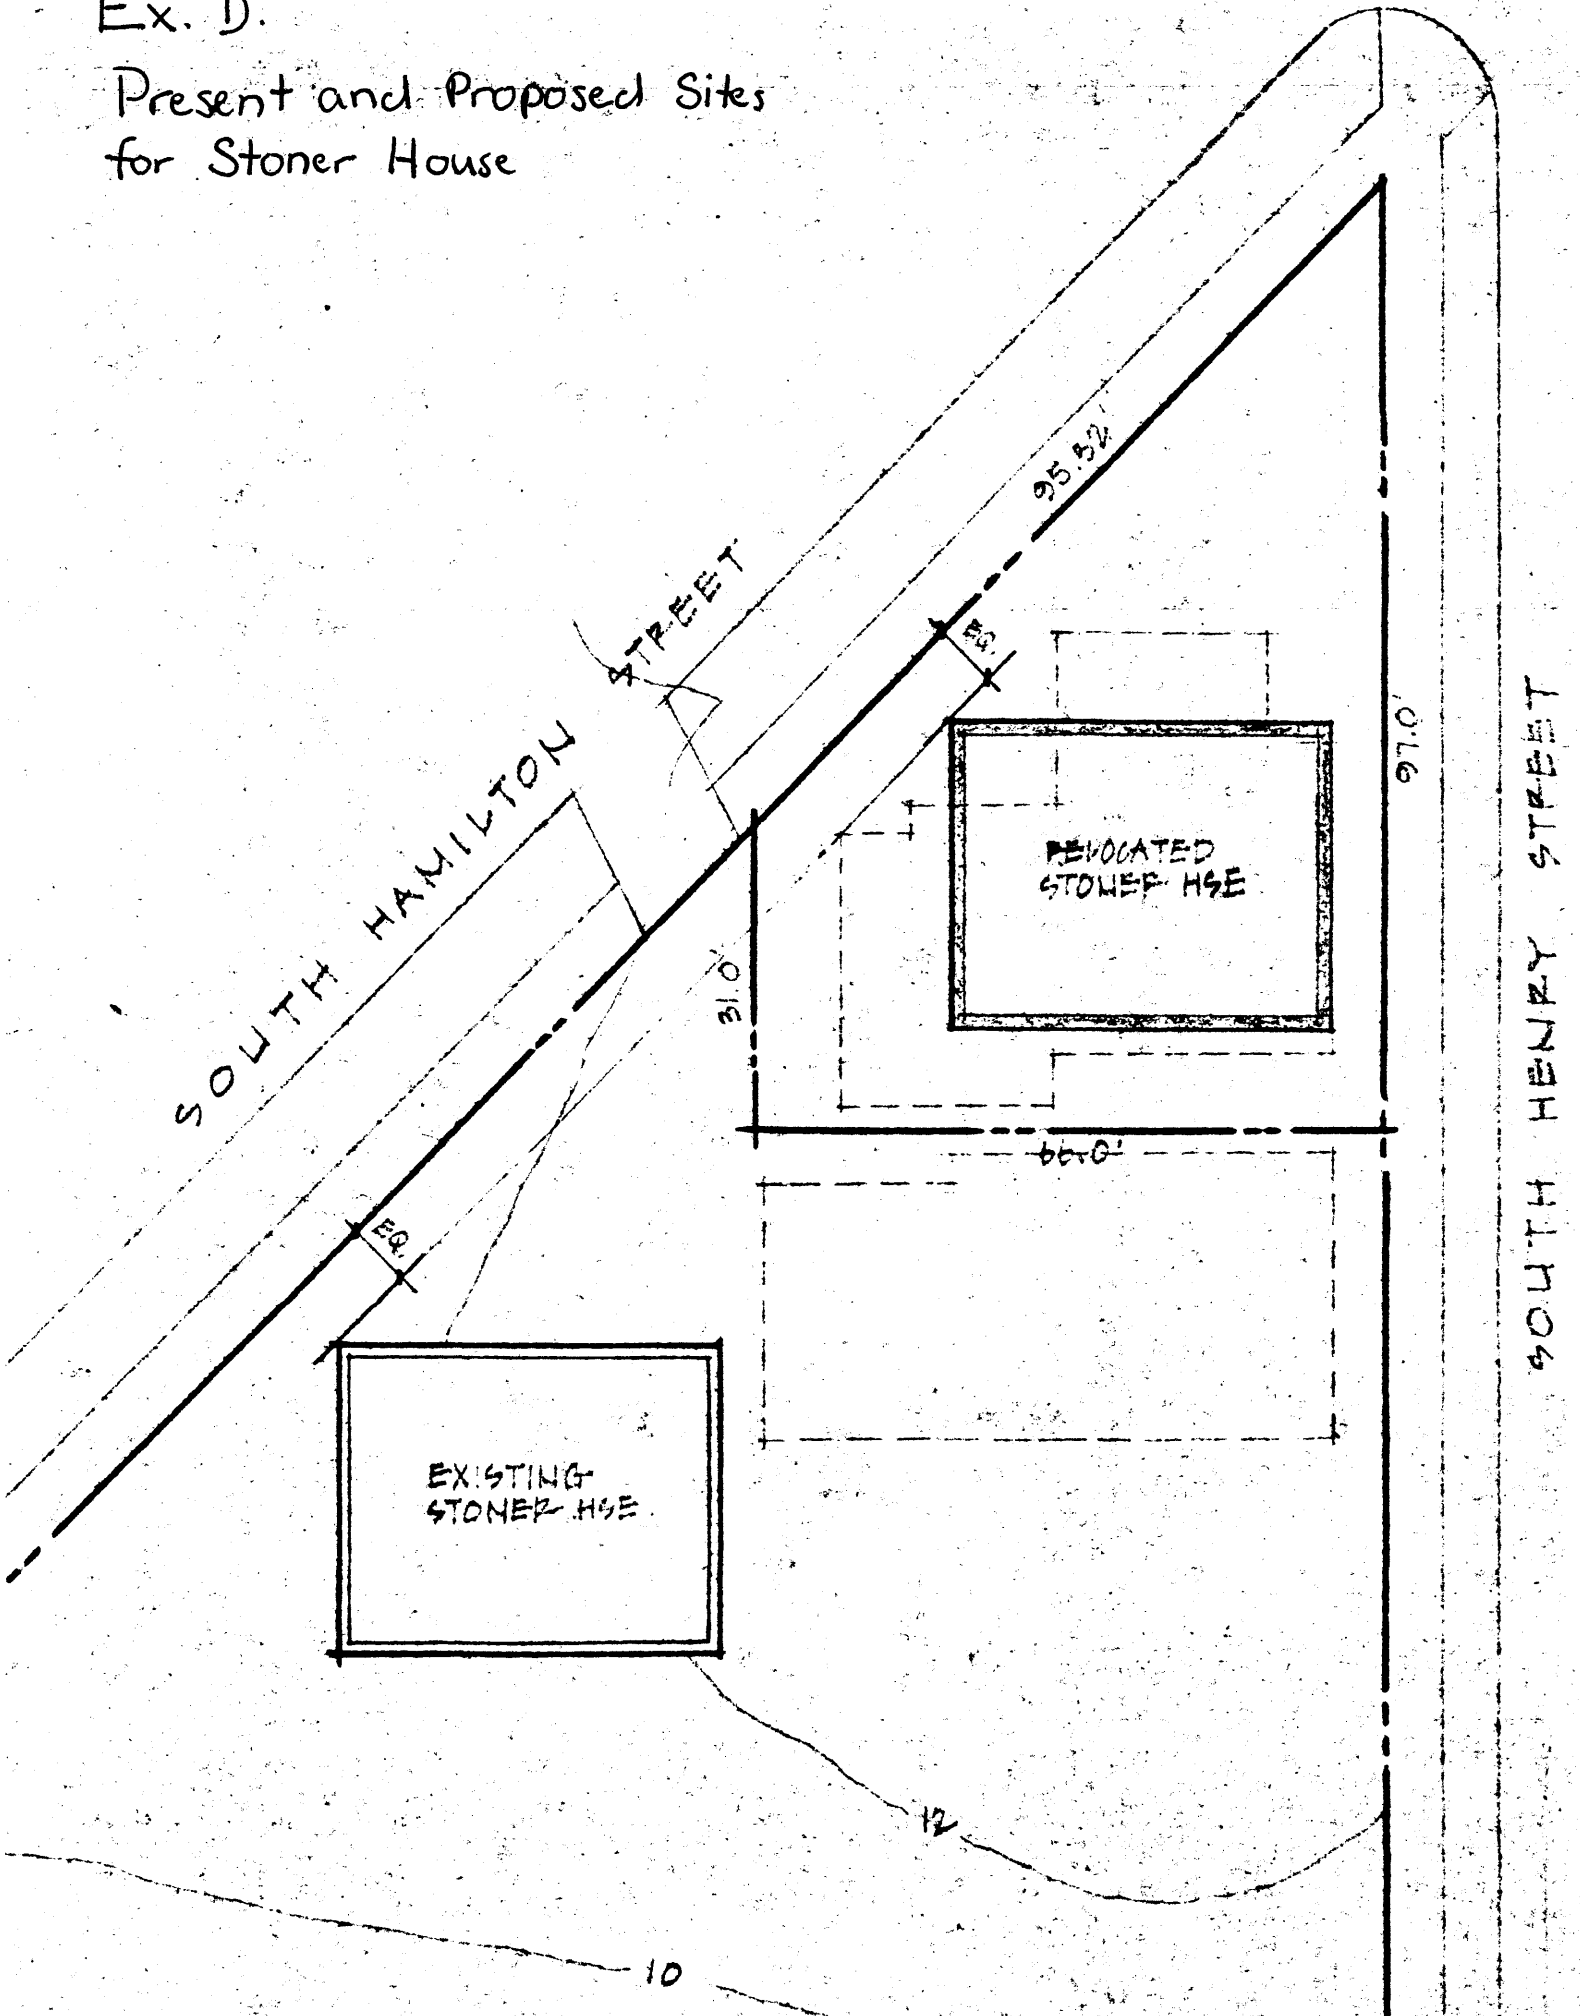 Ex. D.
Present and Proposed Sites
for Stoner House
95.32'
SOUTH HAMILTON STREET
EQ.
97.0'
RELOCATED
STONER HSE
31.0'
66.0'
SOUTH HENRY STREET
EQ.
EXISTING
STONER HSE
12
10